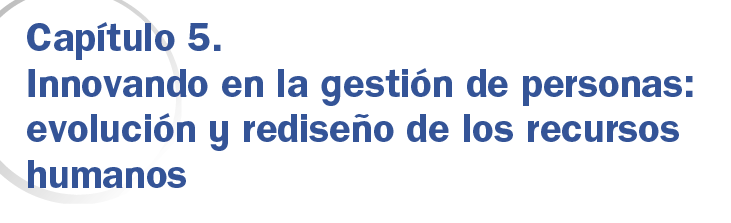 Capítulo 5.
Innovando en la gestión de personas:
evolución y rediseño de los recursos
humanos